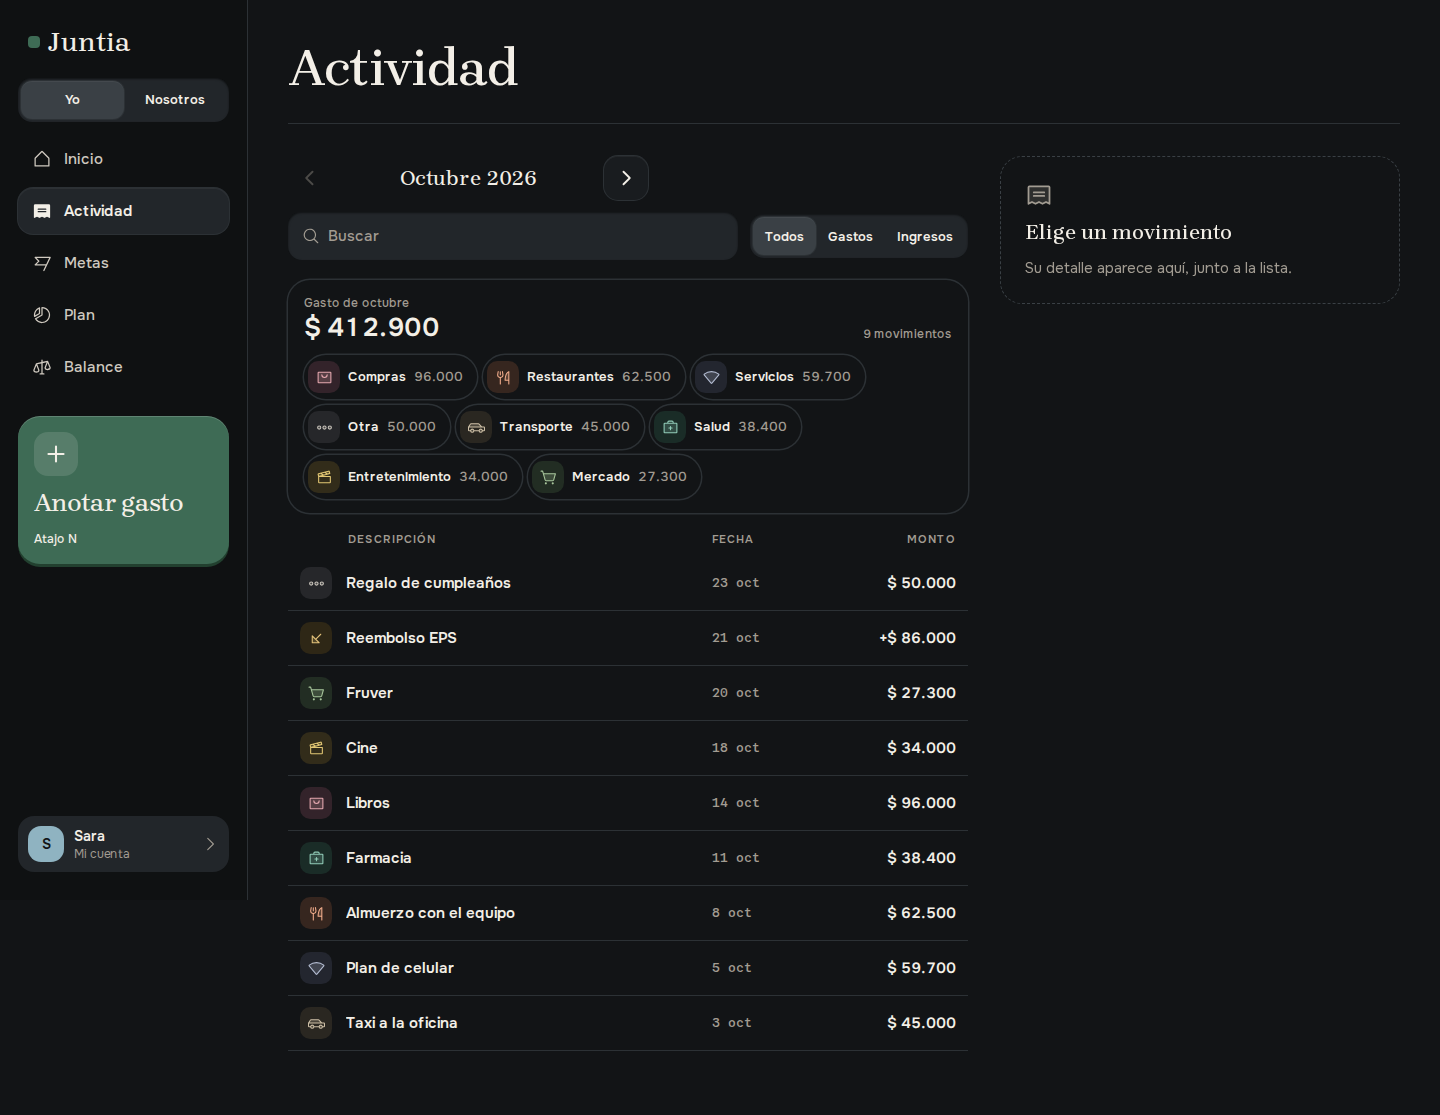 Juntia
Yo
Nosotros
Inicio
Actividad
Metas
Plan
Balance
Anotar gasto
Atajo N
S
Sara
Mi cuenta
Actividad
Octubre 2026
Buscar
Todos
Gastos
Ingresos
Gasto de octubre
$ 412.900
9 movimientos
Compras 96.000
Restaurantes 62.500
Servicios 59.700
Otra 50.000
Transporte 45.000
Salud 38.400
Entretenimiento 34.000
Mercado 27.300
DESCRIPCIÓN FECHA MONTO
Regalo de cumpleaños 23 oct $ 50.000
Reembolso EPS 21 oct +$ 86.000
Fruver 20 oct $ 27.300
Cine 18 oct $ 34.000
Libros 14 oct $ 96.000
Farmacia 11 oct $ 38.400
Almuerzo con el equipo 8 oct $ 62.500
Plan de celular 5 oct $ 59.700
Taxi a la oficina 3 oct $ 45.000
Elige un movimiento
Su detalle aparece aquí, junto a la lista.